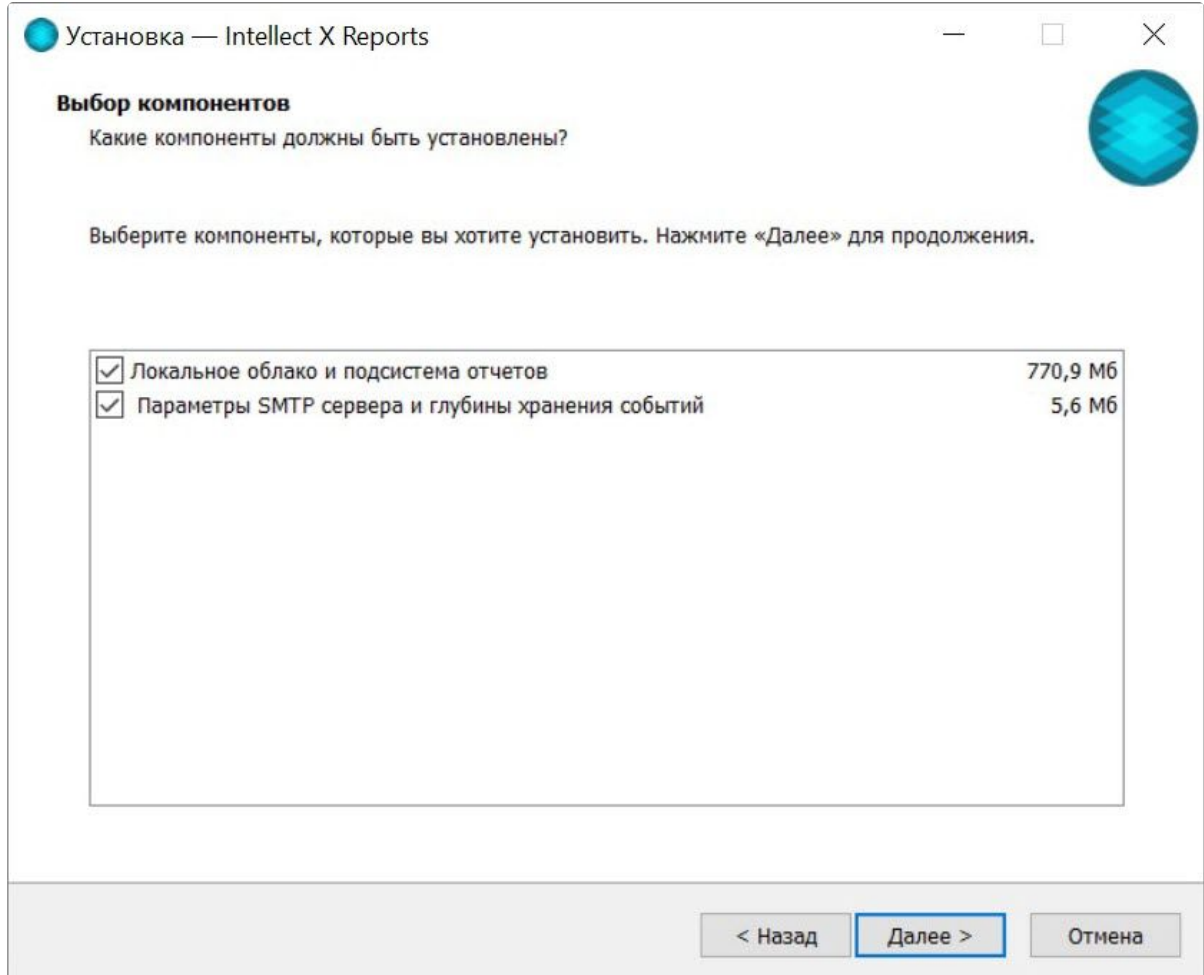 Установка — Intellect X Reports
Выбор компонентов
Какие компоненты должны быть установлены?
Выберите компоненты, которые вы хотите установить. Нажмите «Далее» для продолжения.
Локальное облако и подсистема отчетов 770,9 Мб
Параметры SMTP сервера и глубины хранения событий 5,6 Мб
< Назад Далее > Отмена